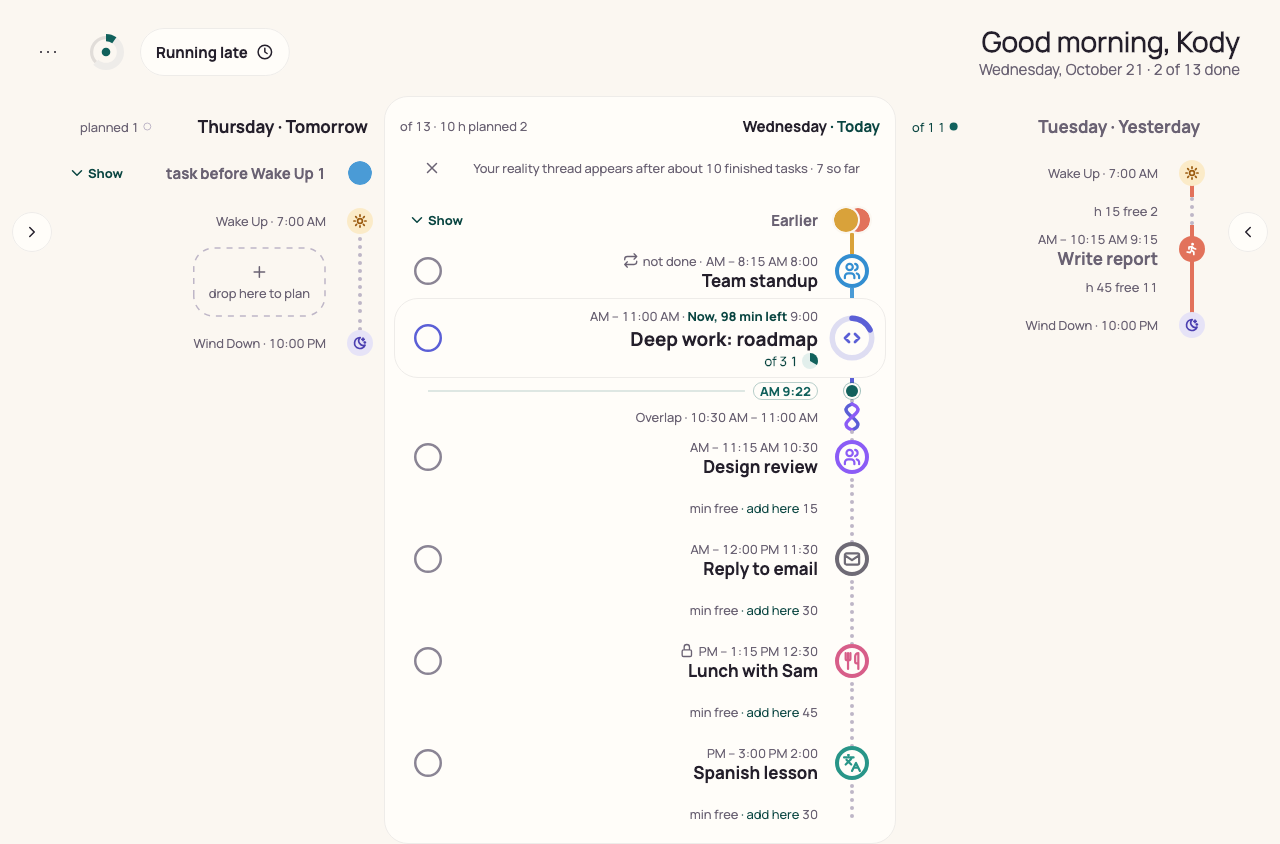 Running late
Good morning, Kody
Wednesday, October 21 · 2 of 13 done
of 1 1
Tuesday · Yesterday
Wake Up · 7:00 AM
h 15 free 2
AM – 10:15 AM 9:15
Write report
h 45 free 11
Wind Down · 10:00 PM
of 13 · 10 h planned 2
Wednesday · Today
Your reality thread appears after about 10 finished tasks · 7 so far
Show
Earlier
not done · AM – 8:15 AM 8:00
Team standup
AM – 11:00 AM · Now, 98 min left 9:00
Deep work: roadmap
of 3 1
AM 9:22
Overlap · 10:30 AM – 11:00 AM
AM – 11:15 AM 10:30
Design review
min free · add here 15
AM – 12:00 PM 11:30
Reply to email
min free · add here 30
PM – 1:15 PM 12:30
Lunch with Sam
min free · add here 45
PM – 3:00 PM 2:00
Spanish lesson
min free · add here 30
planned 1
Thursday · Tomorrow
Show
task before Wake Up 1
Wake Up · 7:00 AM
drop here to plan
Wind Down · 10:00 PM